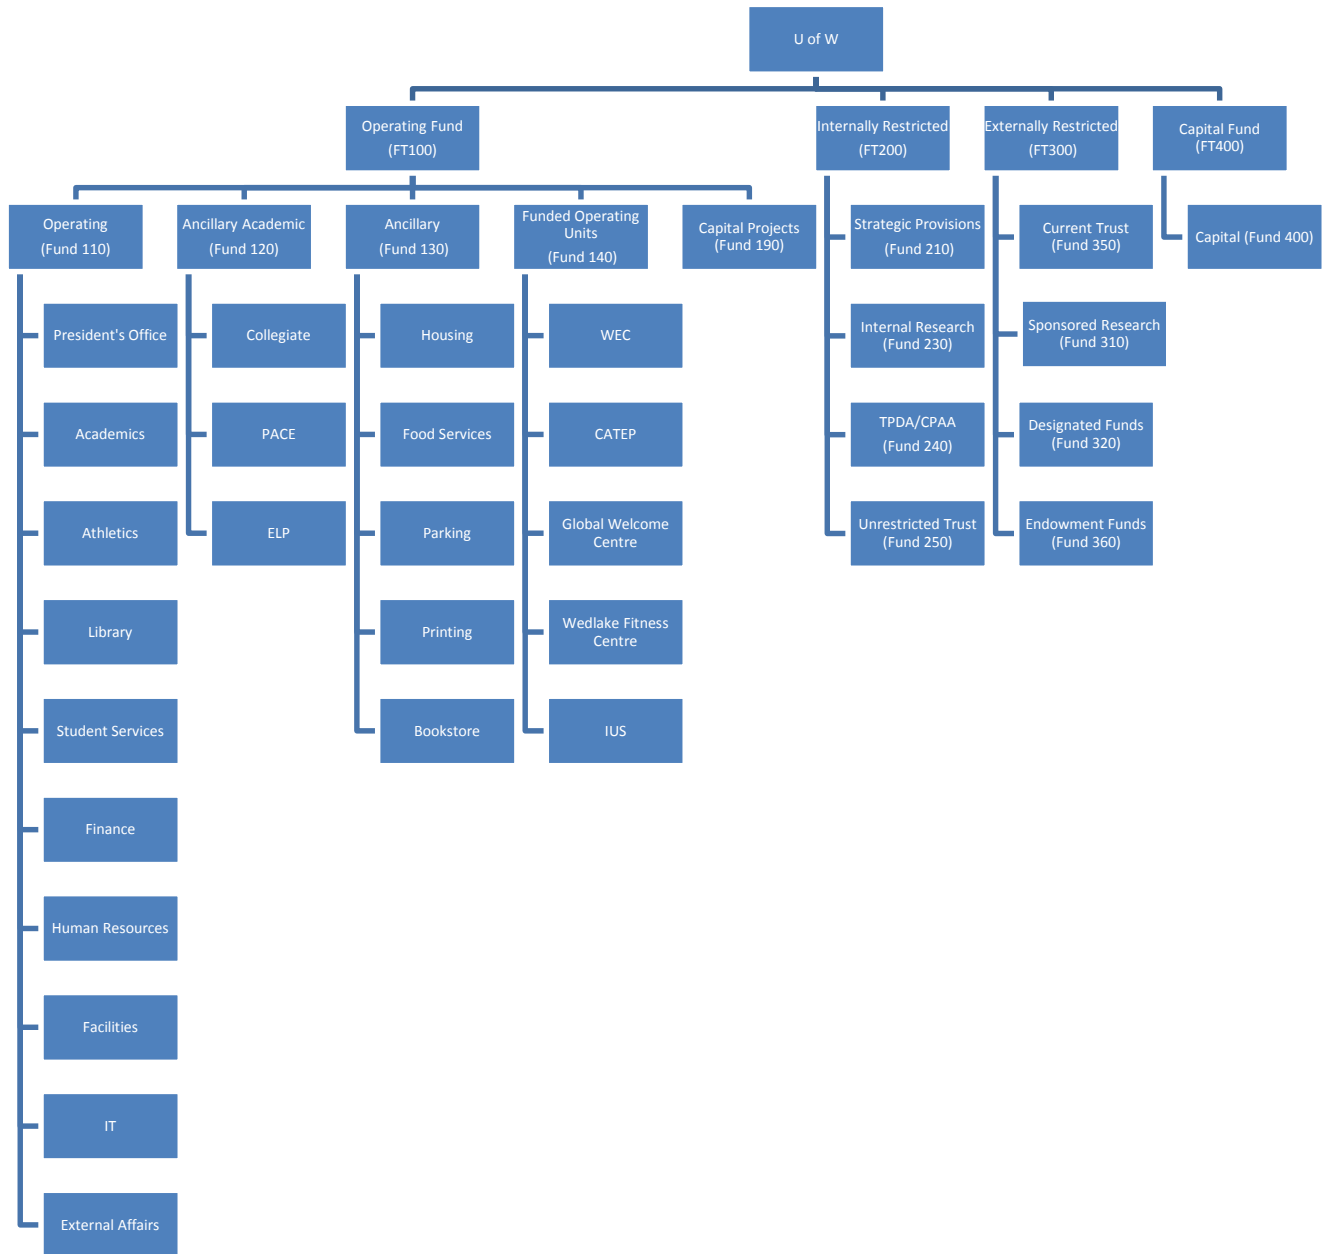 U of W
Operating Fund
(FT100)
Internally Restricted
(FT200)
Externally Restricted
(FT300)
Capital Fund
(FT400)
Operating
(Fund 110)
Ancillary Academic
(Fund 120)
Ancillary
(Fund 130)
Funded Operating
Units
(Fund 140)
Capital Projects
(Fund 190)
Strategic Provisions
(Fund 210)
Current Trust
(Fund 350)
Capital (Fund 400)
President's Office
Collegiate
Housing
WEC
Internal Research
(Fund 230)
Sponsored Research
(Fund 310)
Academics
PACE
Food Services
CATEP
TPDA/CPAA
(Fund 240)
Designated Funds
(Fund 320)
Athletics
ELP
Parking
Global Welcome
Centre
Unrestricted Trust
(Fund 250)
Endowment Funds
(Fund 360)
Library
Printing
Wedlake Fitness
Centre
Student Services
Bookstore
IUS
Finance
Human Resources
Facilities
IT
External Affairs